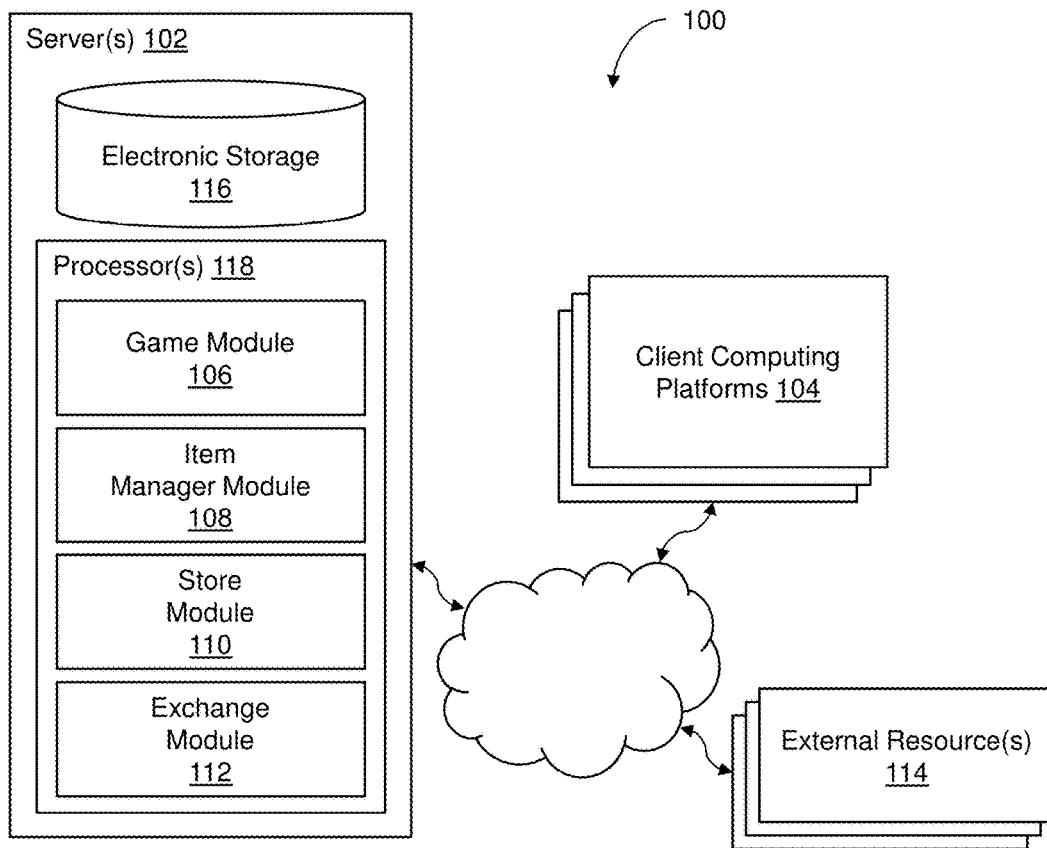 100
Server(s) 102
Electronic Storage
116
Processor(s) 118
Game Module
106
Item
Manager Module
108
Store
Module
110
Exchange
Module
112
Client Computing
Platforms 104
External Resource(s)
114